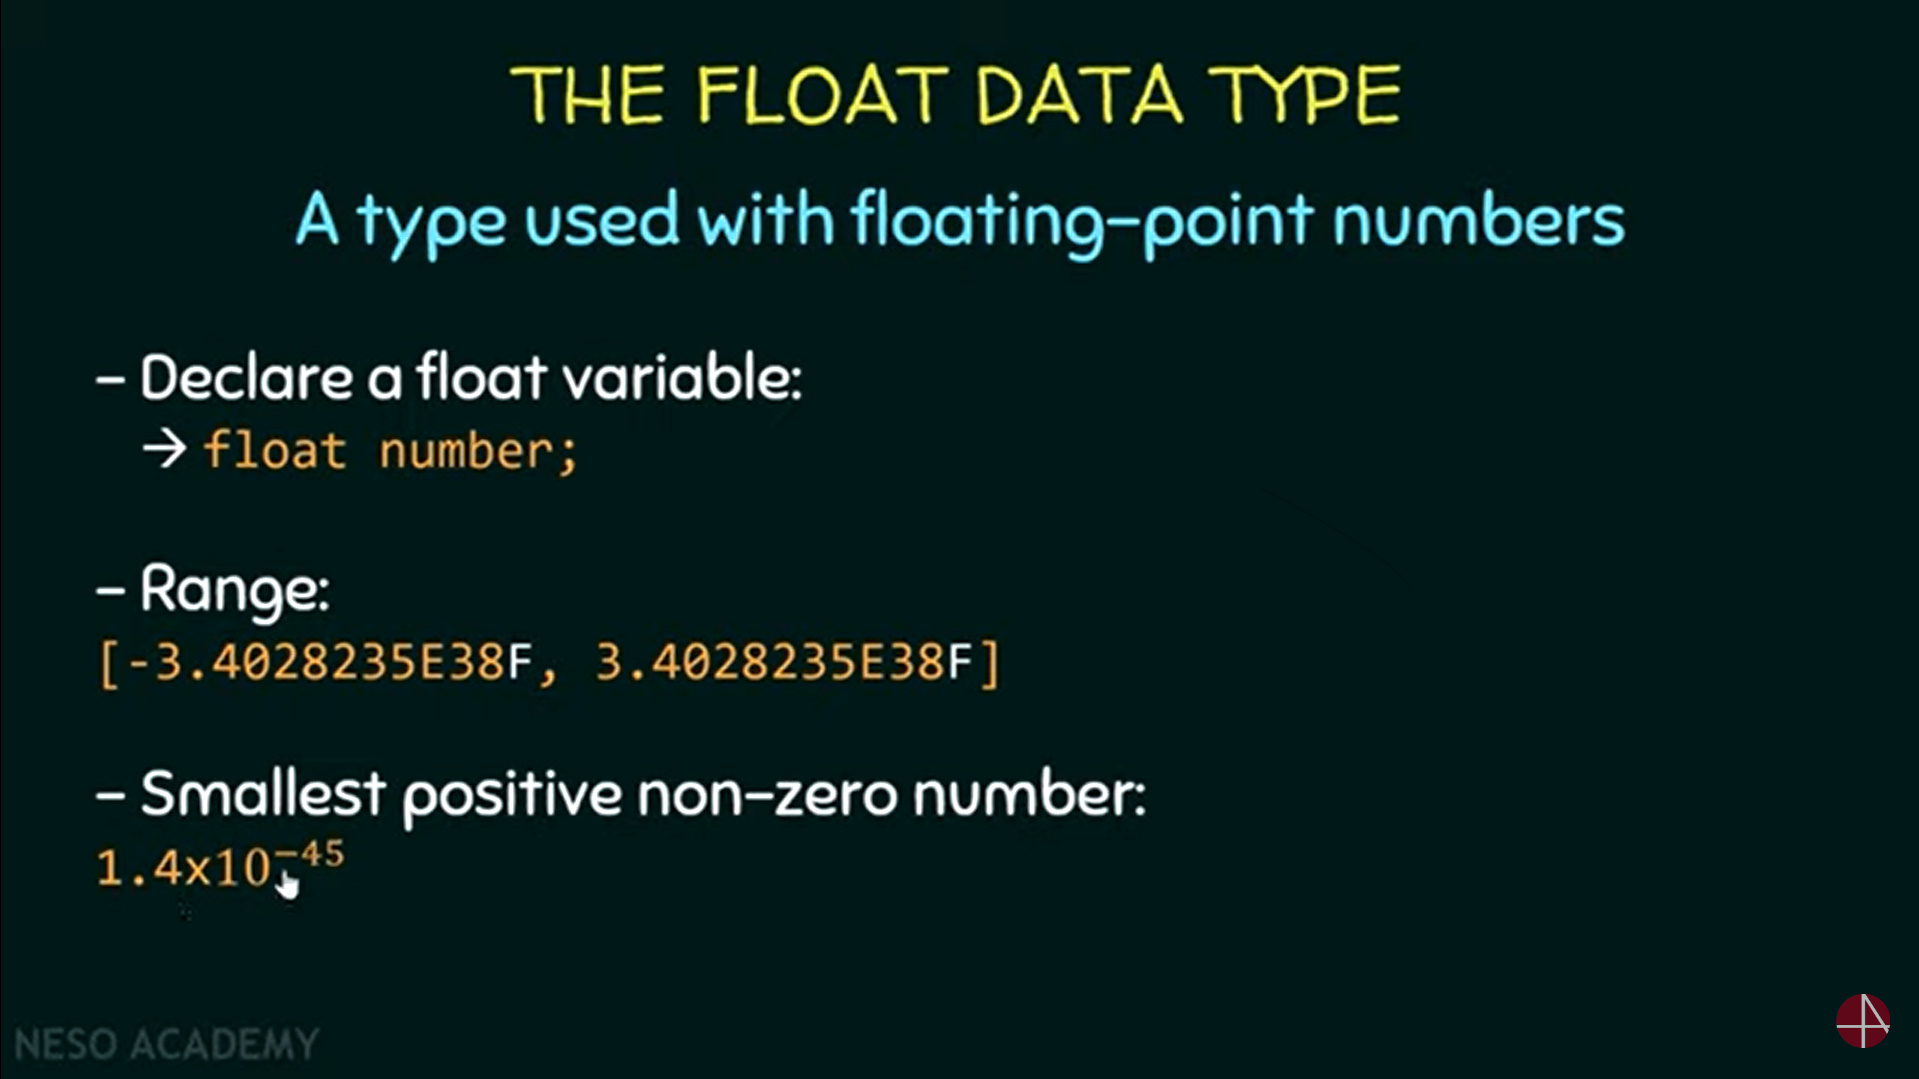 THE FLOAT DATA TYPE
A type used with floating-point numbers
- Declare a float variable:
→ float number;
- Range:
[-3.4028235E38F, 3.4028235E38F]
- Smallest positive non-zero number:
1.4x10⁻⁴⁵
NESO ACADEMY